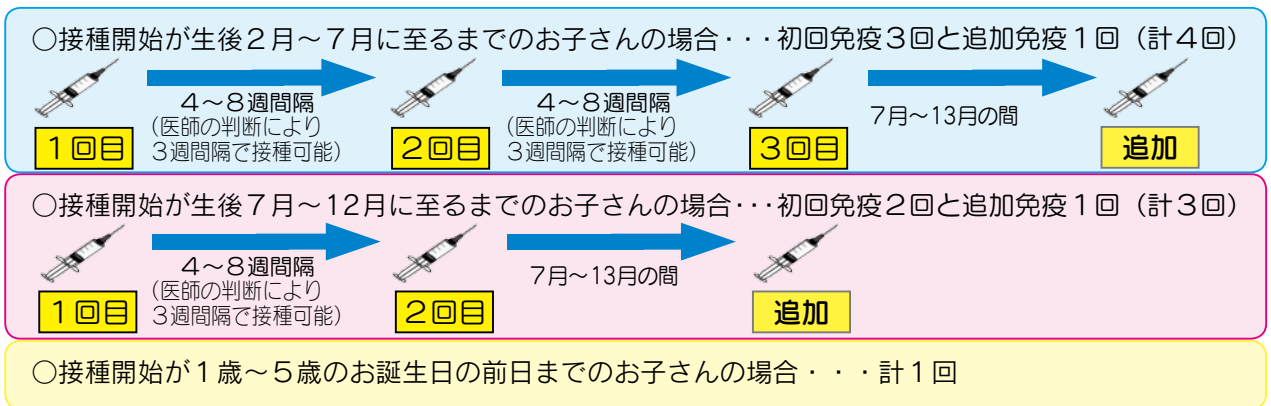 ○接種開始が生後２月～７月に至るまでのお子さんの場合・・・初回免疫３回と追加免疫１回（計４回）
４～８週間隔
（医師の判断により
３週間隔で接種可能）
４～８週間隔
（医師の判断により
３週間隔で接種可能）
7月～13月の間
１回目
２回目
３回目
追加
○接種開始が生後７月～12月に至るまでのお子さんの場合・・・初回免疫２回と追加免疫１回（計３回）
４～８週間隔
（医師の判断により
３週間隔で接種可能）
7月～13月の間
１回目
２回目
追加
○接種開始が１歳～５歳のお誕生日の前日までのお子さんの場合・・・計１回